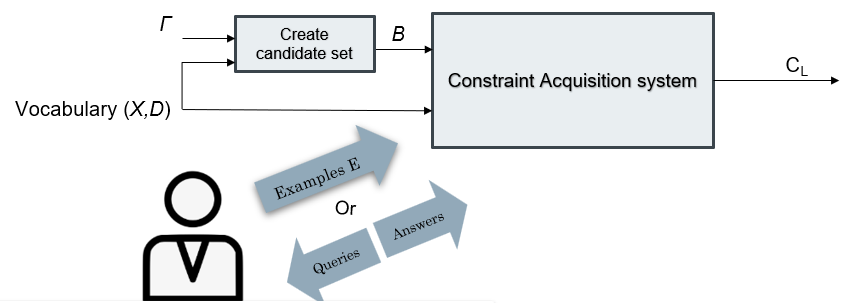 Γ
Create
candidate set
B
Constraint Acquisition system
C_L
Vocabulary (X,D)
Examples E
Or
Answers
Queries